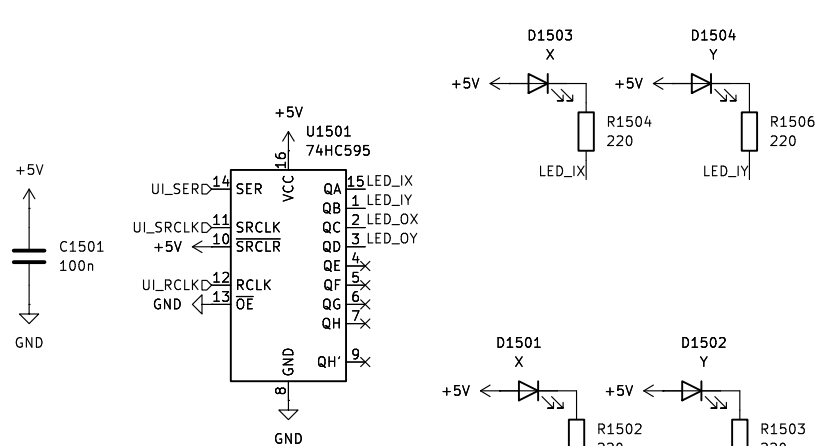 D1503
X
+5V
R1504
220
LED_IX
D1504
Y
+5V
R1506
220
LED_IY
+5V
C1501
100n
GND
+5V
U1501
74HC595
16
VCC
UI_SER 14 SER
UI_SRCLK 11 SRCLK
+5V 10 SRCLR
UI_RCLK 12 RCLK
GND 13 OE
QA 15 LED_IX
QB 1 LED_IY
QC 2 LED_OX
QD 3 LED_OY
QE 4
QF 5
QG 6
QH 7
QH' 9
GND
8
GND
D1501
X
+5V
R1502
D1502
Y
+5V
R1503